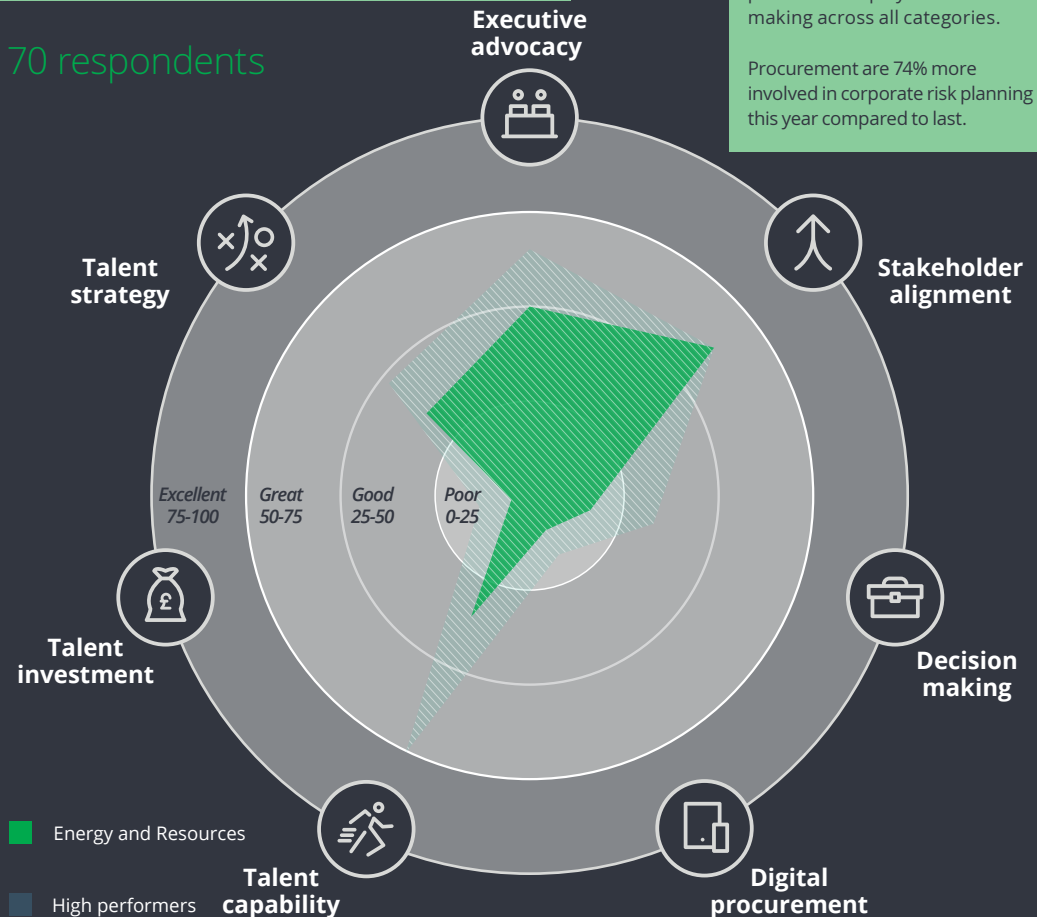 making across all categories.
Procurement are 74% more
involved in corporate risk planning
this year compared to last.
70 respondents
Executive
advocacy
Talent
strategy
Stakeholder
alignment
Excellent
75-100
Great
50-75
Good
25-50
Poor
0-25
£
Talent
investment
Decision
making
Energy and Resources
High performers
Talent
capability
Digital
procurement